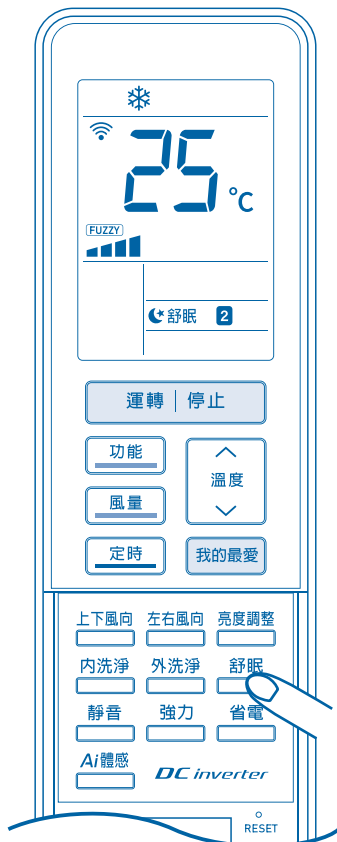 25 °C
FUZZY
舒眠 2
運轉 | 停止
功能
溫度
風量
定時 我的最愛
上下風向 左右風向 亮度調整
內洗淨 外洗淨 舒眠
靜音 強力 省電
Ai體感
DC inverter
RESET